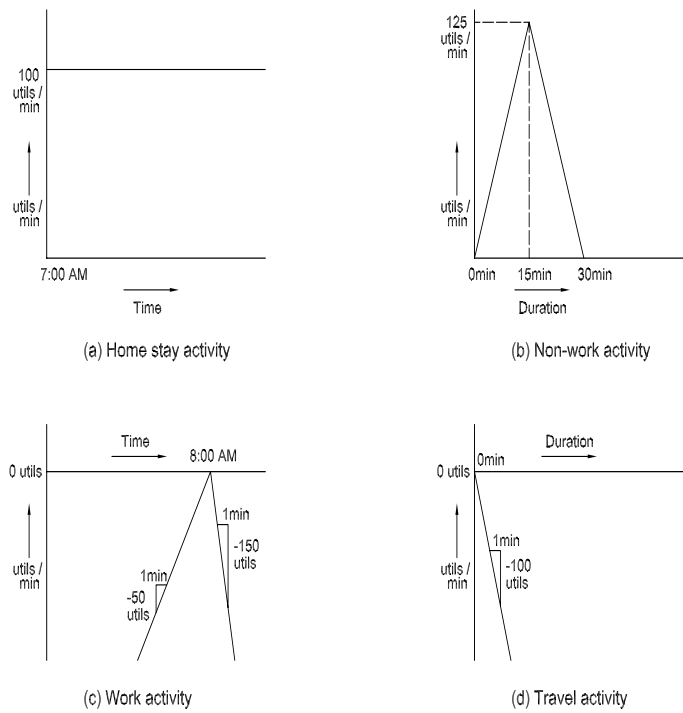 100
utils /
min
utils /
min
7:00 AM
Time
(a) Home stay activity
125
utils /
min
utils /
min
0min
15min
30min
Duration
(b) Non-work activity
Time
8:00 AM
0 utils
1min
-150
utils
1min
-50
utils
utils /
min
(c) Work activity
Duration
0min
0 utils
1min
-100
utils
utils /
min
(d) Travel activity